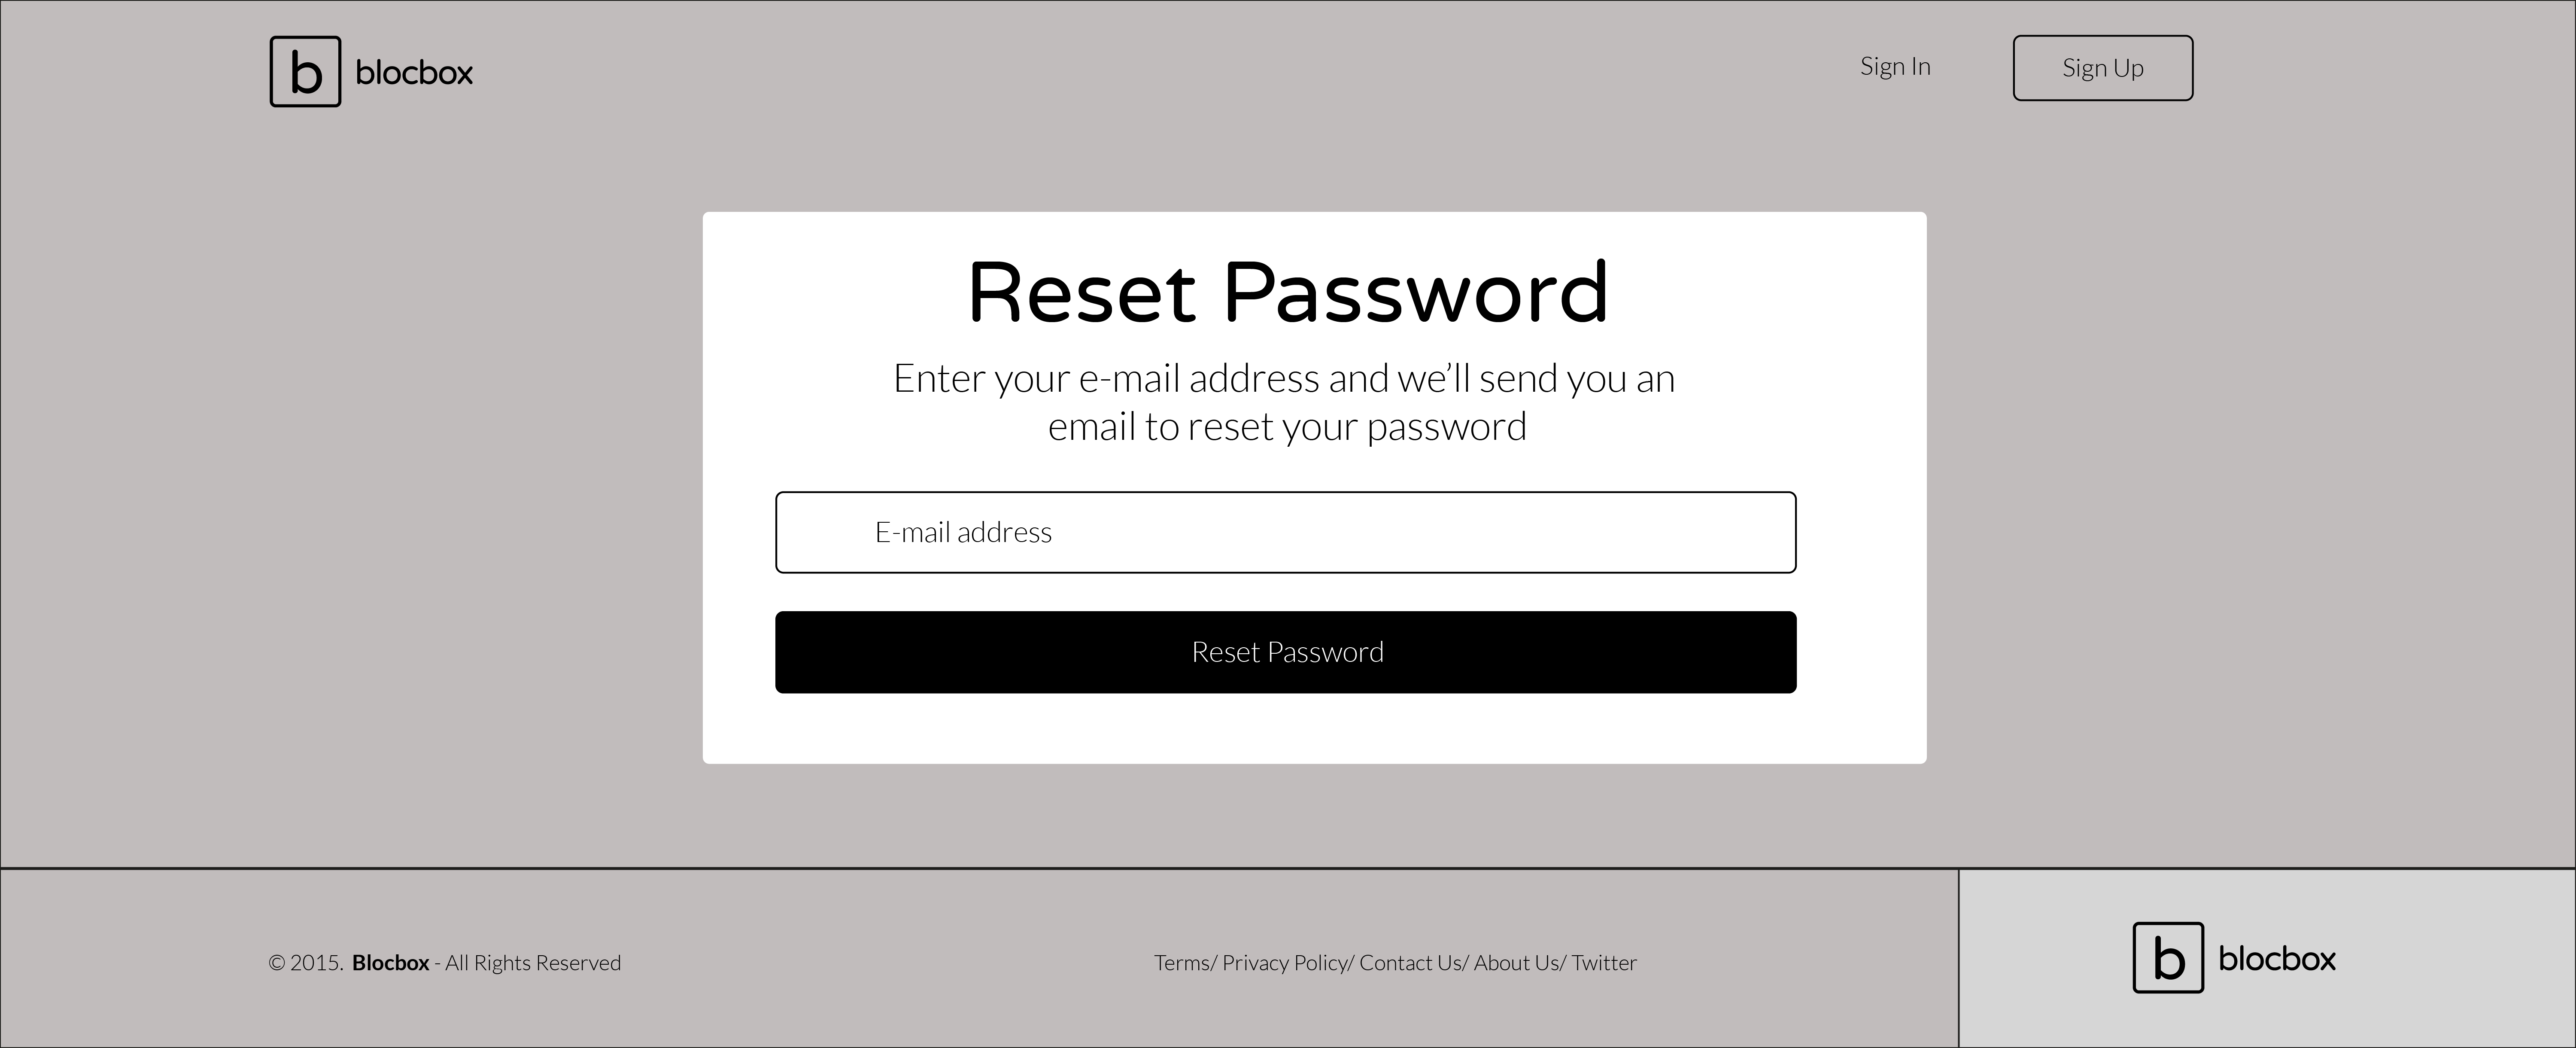 b blocbox
Sign In
Sign Up
Reset Password
Enter your e-mail address and we’ll send you an
email to reset your password
E-mail address
Reset Password
© 2015. Blocbox - All Rights Reserved
Terms/ Privacy Policy/ Contact Us/ About Us/ Twitter
b blocbox